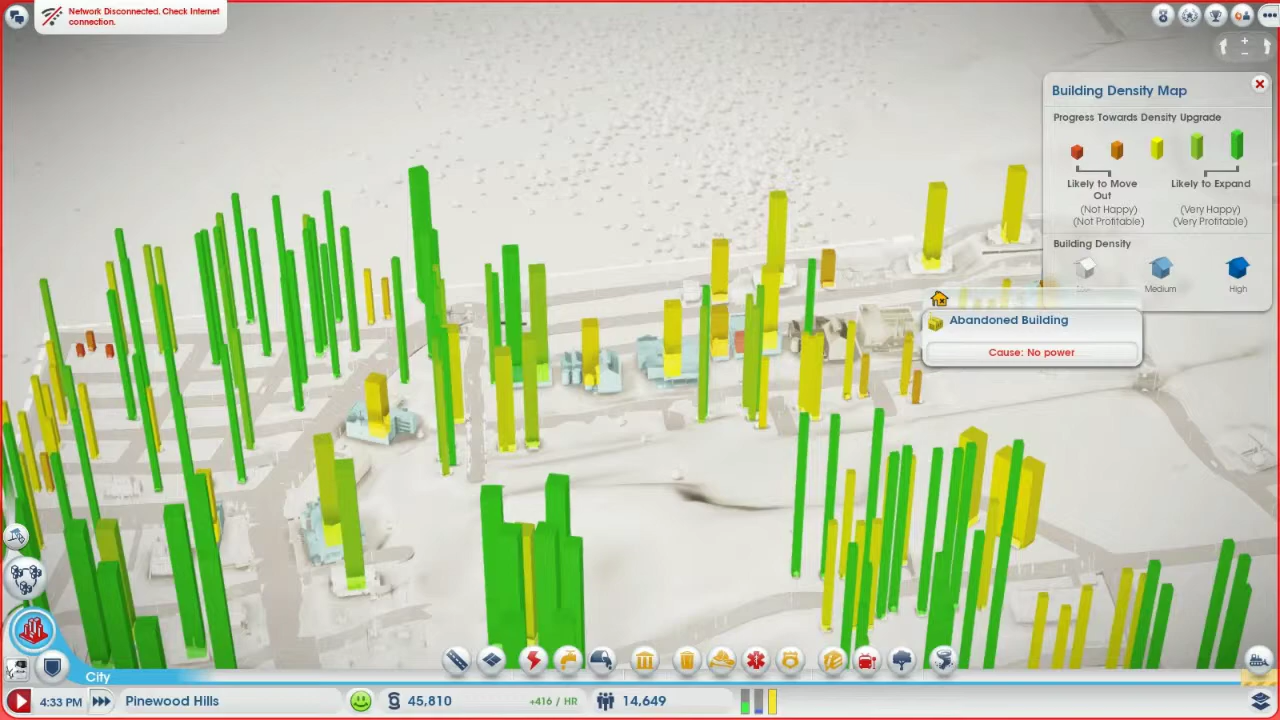 Network Disconnected. Check Internet
connection.
Building Density Map
Progress Towards Density Upgrade
Likely to Move
Out
Likely to Expand
(Not Happy)
(Not Profitable)
(Very Happy)
(Very Profitable)
Building Density
Medium
High
Abandoned Building
Cause: No power
City
4:33 PM
Pinewood Hills
45,810
+416 / HR
14,649